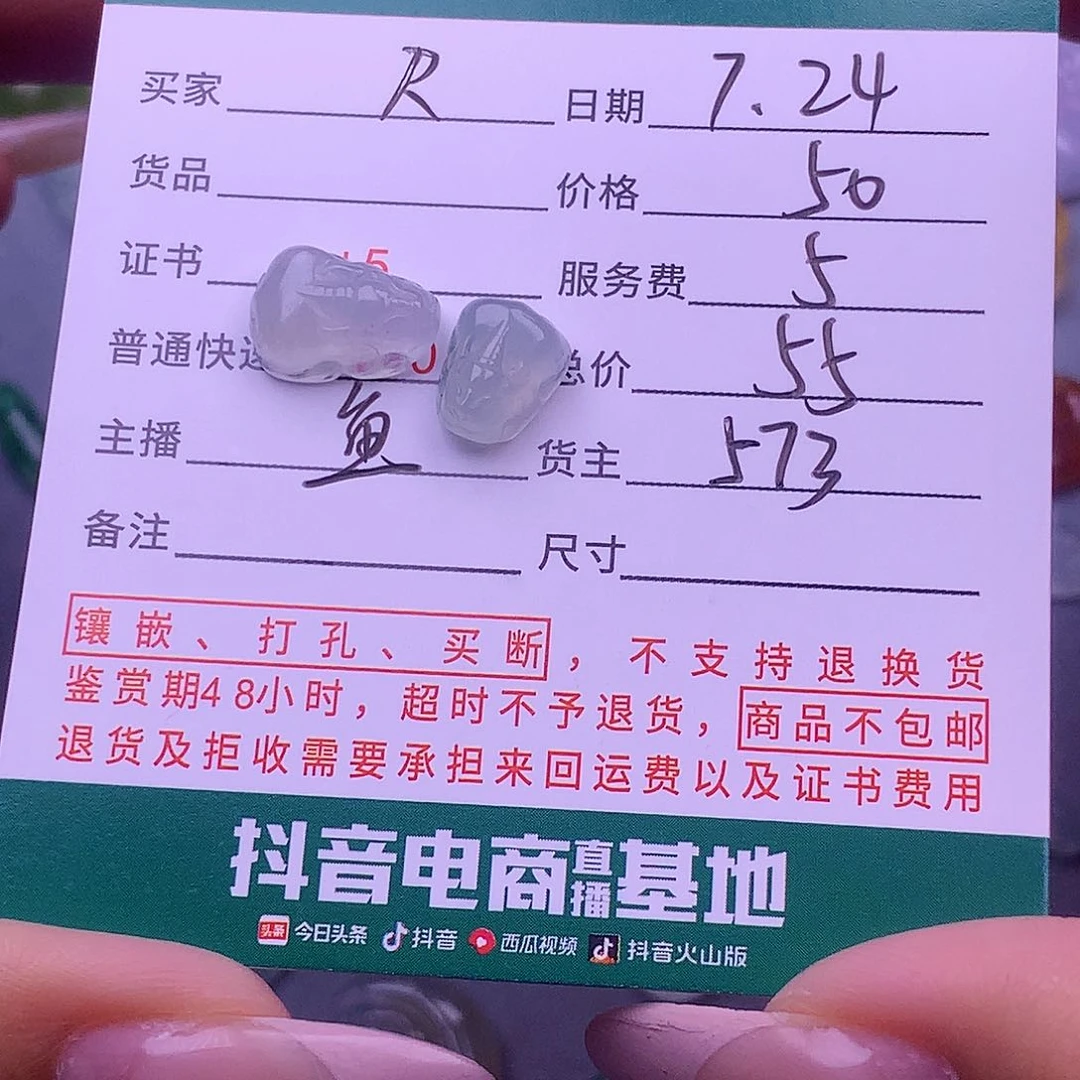 买家 R 日期 7.24
货品 价格 50
证书 +5 服务费 5
普通快递 0 总价 55
主播 鱼 货主 573
备注 尺寸
镶嵌、打孔、买断，不支持退换货
鉴赏期48小时，超时不予退货，商品不包邮
退货及拒收需要承担来回运费以及证书费用
抖音电商直播基地
头条 今日头条 抖音 西瓜视频 抖音火山版